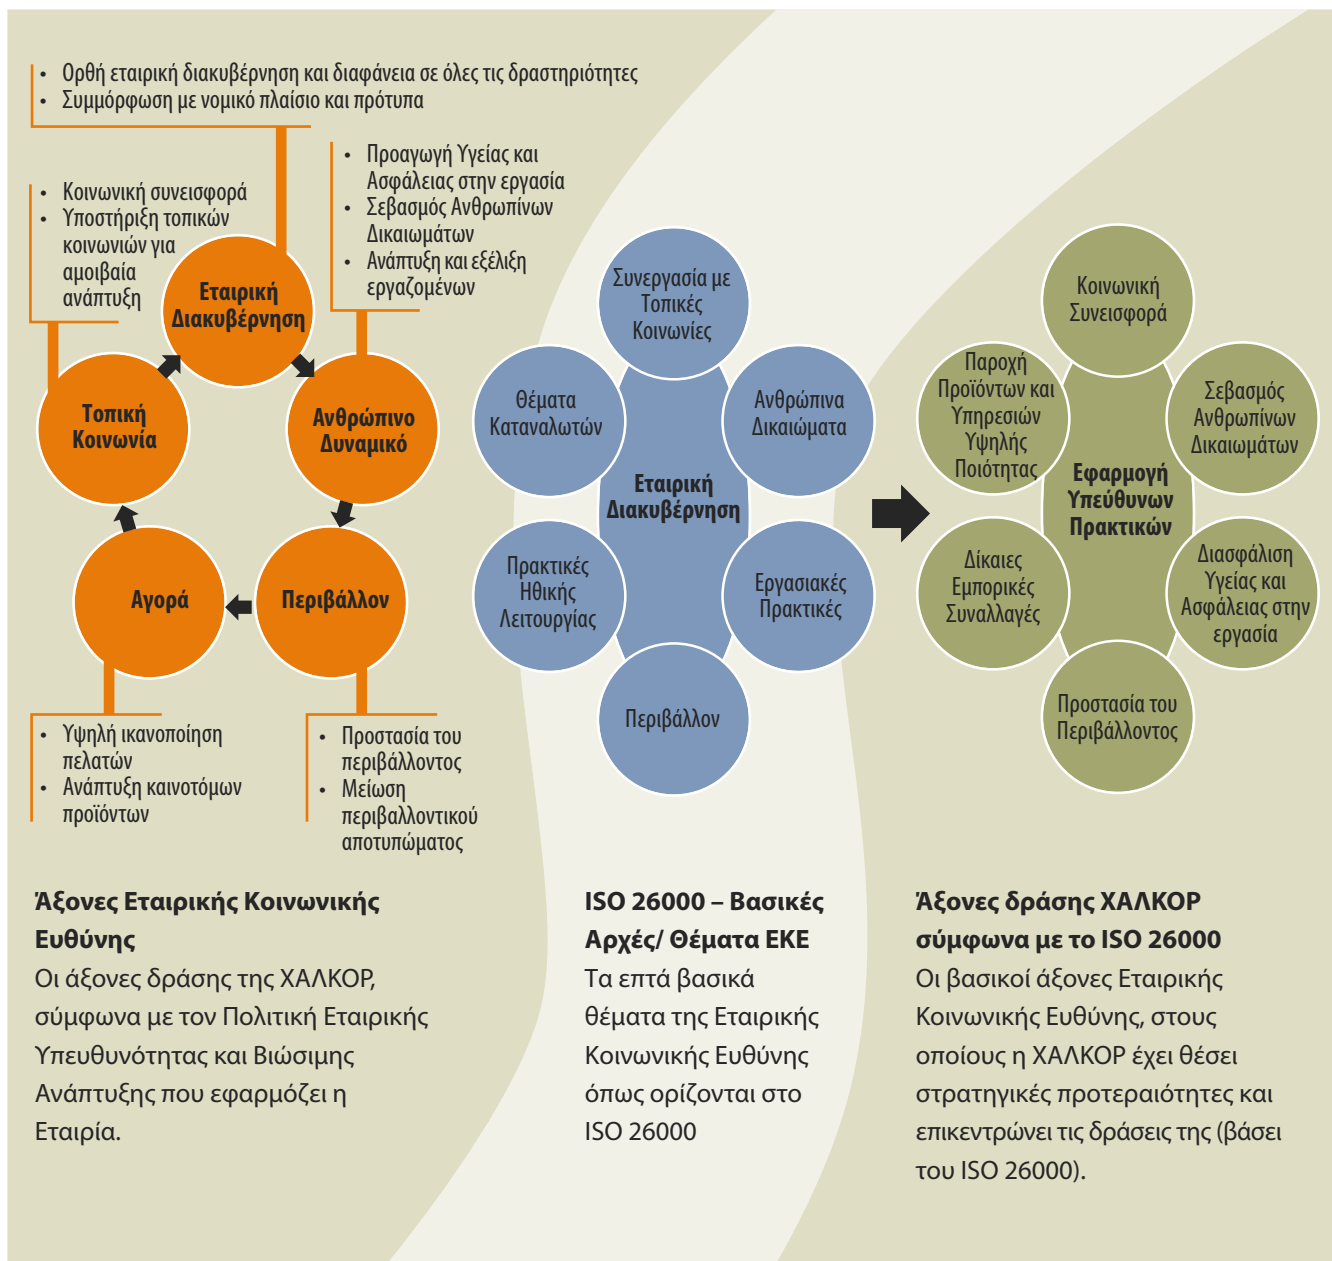 • Ορθή εταιρική διακυβέρνηση και διαφάνεια σε όλες τις δραστηριότητες
• Συμμόρφωση με νομικό πλαίσιο και πρότυπα
• Προαγωγή Υγείας και
Ασφάλειας στην εργασία
• Σεβασμός Ανθρωπίνων
Δικαιωμάτων
• Ανάπτυξη και εξέλιξη
εργαζομένων
• Κοινωνική συνεισφορά
• Υποστήριξη τοπικών
κοινωνιών για
αμοιβαία
ανάπτυξη
Εταιρική
Διακυβέρνηση
Τοπική
Κοινωνία
Ανθρώπινο
Δυναμικό
Αγορά
Περιβάλλον
• Υψηλή ικανοποίηση
πελατών
• Ανάπτυξη καινοτόμων
προϊόντων
• Προστασία του
περιβάλλοντος
• Μείωση
περιβαλλοντικού
αποτυπώματος
Συνεργασία με
Τοπικές
Κοινωνίες
Θέματα
Καταναλωτών
Ανθρώπινα
Δικαιώματα
Εταιρική
Διακυβέρνηση
Πρακτικές
Ηθικής
Λειτουργίας
Εργασιακές
Πρακτικές
Περιβάλλον
Κοινωνική
Συνεισφορά
Παροχή
Προϊόντων και
Υπηρεσιών
Υψηλής
Ποιότητας
Σεβασμός
Ανθρωπίνων
Δικαιωμάτων
Εφαρμογή
Υπεύθυνων
Πρακτικών
Δίκαιες
Εμπορικές
Συναλλαγές
Διασφάλιση
Υγείας και
Ασφάλειας στην
εργασία
Προστασία του
Περιβάλλοντος
Άξονες Εταιρικής Κοινωνικής
Ευθύνης
Οι άξονες δράσης της ΧΑΛΚΟΡ,
σύμφωνα με τον Πολιτική Εταιρικής
Υπευθυνότητας και Βιώσιμης
Ανάπτυξης που εφαρμόζει η
Εταιρία.
ISO 26000 – Βασικές
Αρχές/ Θέματα ΕΚΕ
Τα επτά βασικά
θέματα της Εταιρικής
Κοινωνικής Ευθύνης
όπως ορίζονται στο
ISO 26000
Άξονες δράσης ΧΑΛΚΟΡ
σύμφωνα με το ISO 26000
Οι βασικοί άξονες Εταιρικής
Κοινωνικής Ευθύνης, στους
οποίους η ΧΑΛΚΟΡ έχει θέσει
στρατηγικές προτεραιότητες και
επικεντρώνει τις δράσεις της (βάσει
του ISO 26000).